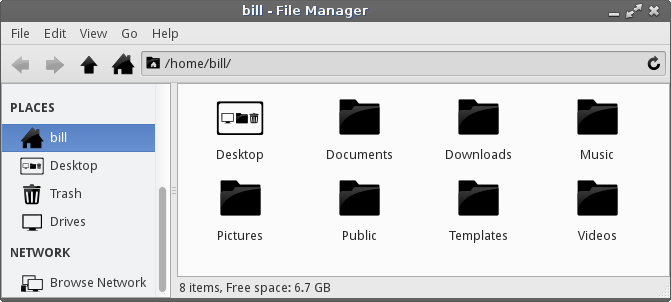 bill - File Manager
File Edit View Go Help
/home/bill/
PLACES
bill
Desktop
Trash
Drives
NETWORK
Browse Network
Desktop Documents Downloads Music
Pictures Public Templates Videos
8 items, Free space: 6.7 GB